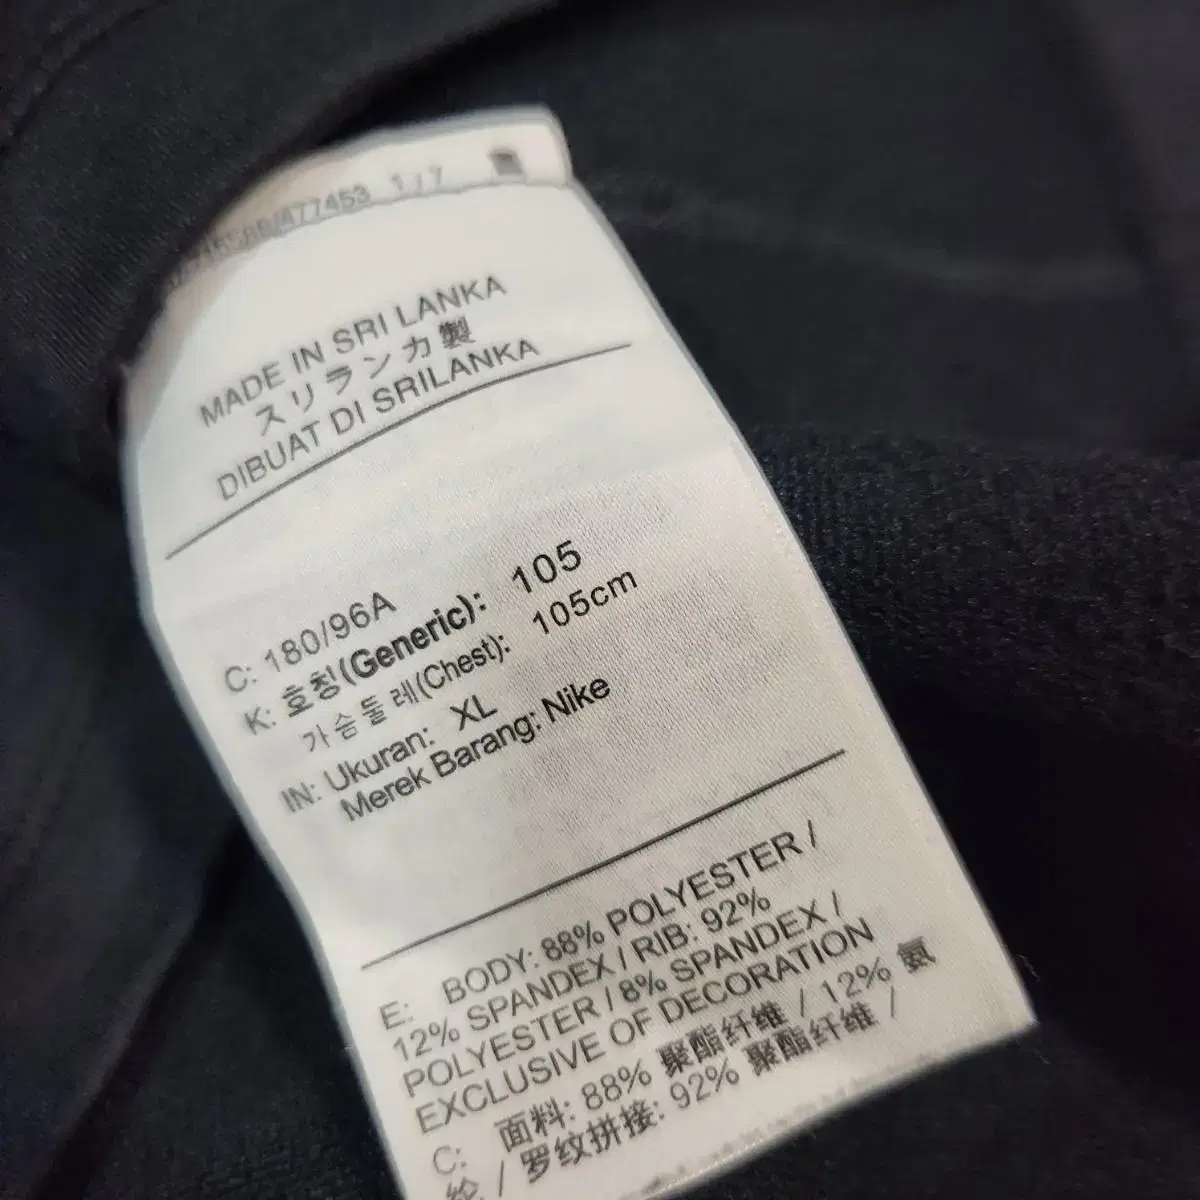 477453 1 / 7
MADE IN SRI LANKA
スリランカ製
DIBUAT DI SRILANKA
C: 180/96A
K: 호칭(Generic): 105
가슴둘레(Chest): 105cm
IN: Ukuran: XL
Merek Barang: Nike
E: BODY: 88% POLYESTER /
12% SPANDEX / RIB: 92%
POLYESTER / 8% SPANDEX /
EXCLUSIVE OF DECORATION
C: 面料: 88% 聚酯纤维 / 12% 氨
纶 / 罗纹拼接: 92% 聚酯纤维 /